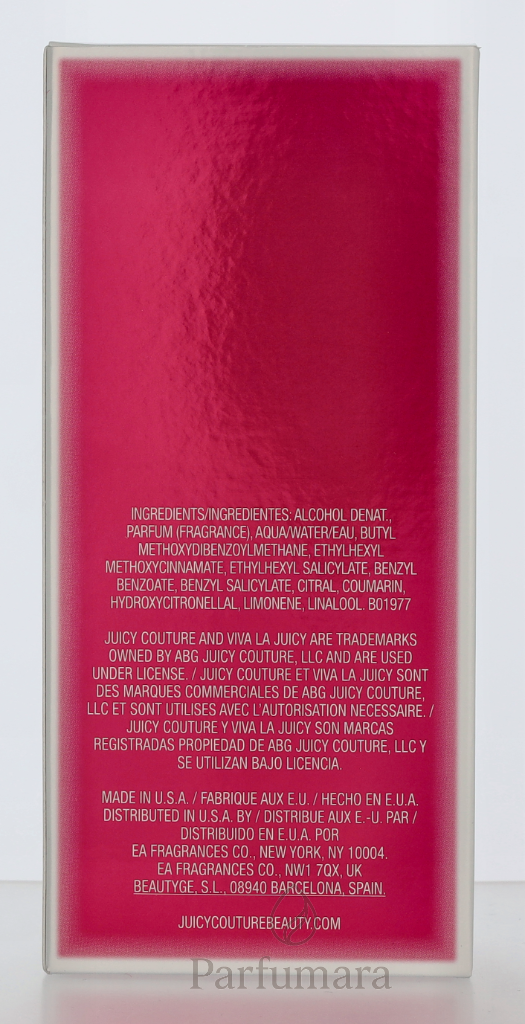 INGREDIENTS/INGREDIENTES: ALCOHOL DENAT.,
PARFUM (FRAGRANCE), AQUA/WATER/EAU, BUTYL
METHOXYDIBENZOYLMETHANE, ETHYLHEXYL
METHOXYCINNAMATE, ETHYLHEXYL SALICYLATE, BENZYL
BENZOATE, BENZYL SALICYLATE, CITRAL, COUMARIN,
HYDROXYCITRONELLAL, LIMONENE, LINALOOL. B01977
JUICY COUTURE AND VIVA LA JUICY ARE TRADEMARKS
OWNED BY ABG JUICY COUTURE, LLC AND ARE USED
UNDER LICENSE. / JUICY COUTURE ET VIVA LA JUICY SONT
DES MARQUES COMMERCIALES DE ABG JUICY COUTURE,
LLC ET SONT UTILISES AVEC L'AUTORISATION NECESSAIRE. /
JUICY COUTURE Y VIVA LA JUICY SON MARCAS
REGISTRADAS PROPIEDAD DE ABG JUICY COUTURE, LLC Y
SE UTILIZAN BAJO LICENCIA.
MADE IN U.S.A. / FABRIQUE AUX E.U. / HECHO EN E.U.A.
DISTRIBUTED IN U.S.A. BY / DISTRIBUE AUX E.-U. PAR /
DISTRIBUIDO EN E.U.A. POR
EA FRAGRANCES CO., NEW YORK, NY 10004.
EA FRAGRANCES CO., NW1 7QX, UK
BEAUTYGE, S.L., 08940 BARCELONA, SPAIN.
JUICYCOUTUREBEAUTY.COM
Parfumara